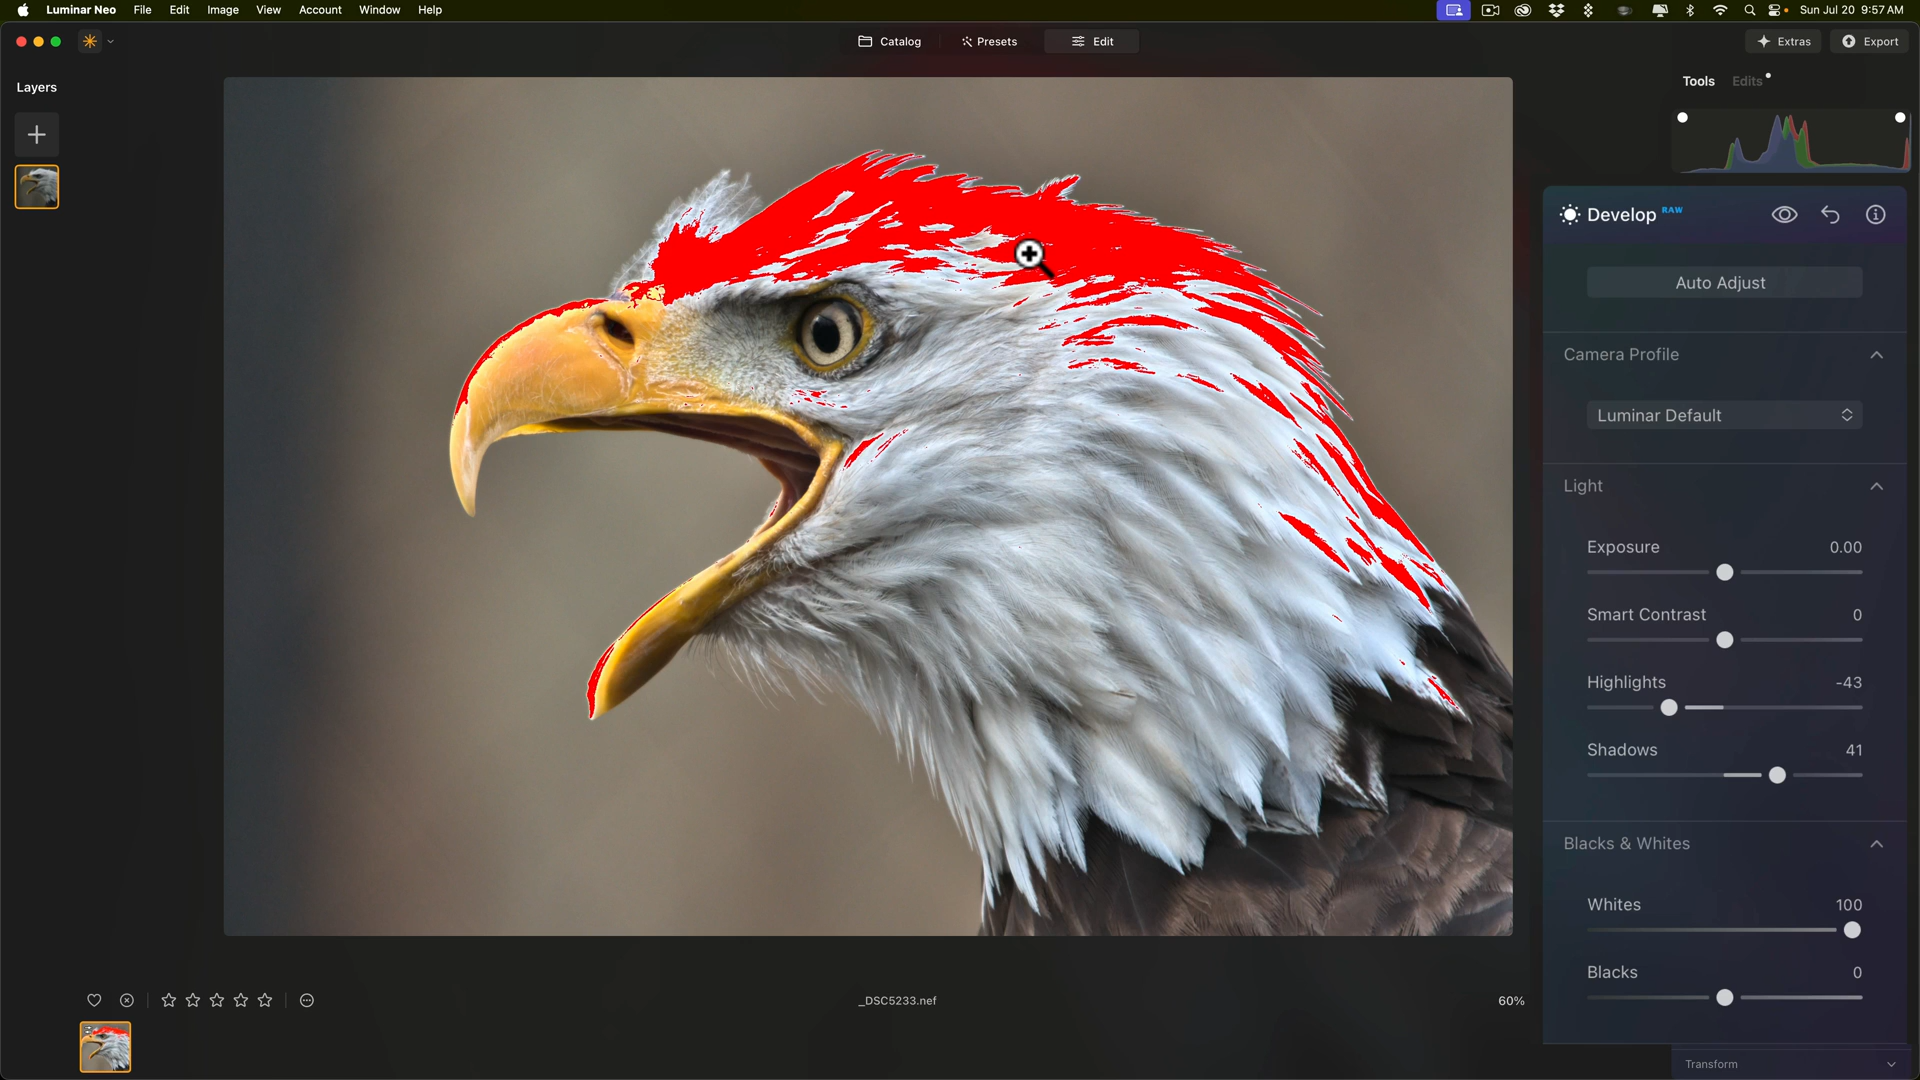 Luminar Neo File Edit Image View Account Window Help Sun Jul 20 9:57 AM
Catalog Presets Edit Extras Export
Layers
Tools Edits
Develop RAW
Auto Adjust
Camera Profile
Luminar Default
Light
Exposure 0.00
Smart Contrast 0
Highlights -43
Shadows 41
Blacks & Whites
Whites 100
Blacks 0
_DSC5233.nef 60%
Transform